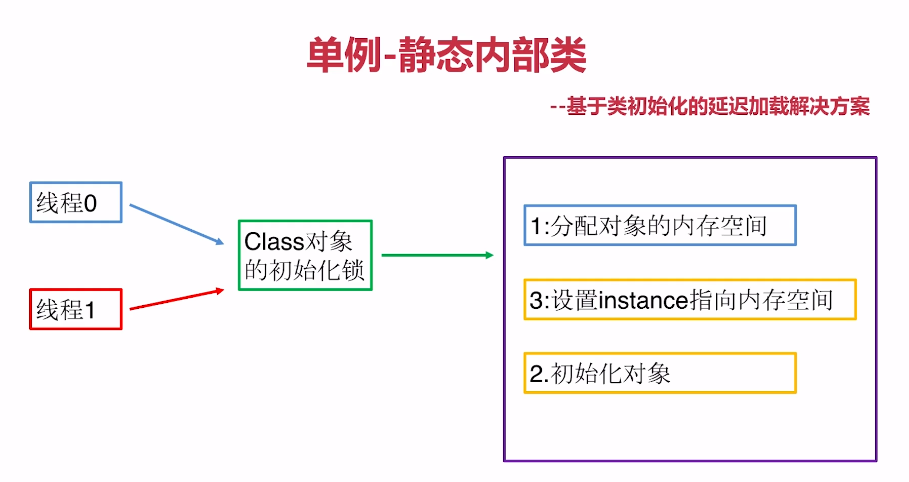 单例-静态内部类
--基于类初始化的延迟加载解决方案
线程0
线程1
Class对象
的初始化锁
1:分配对象的内存空间
3:设置instance指向内存空间
2.初始化对象